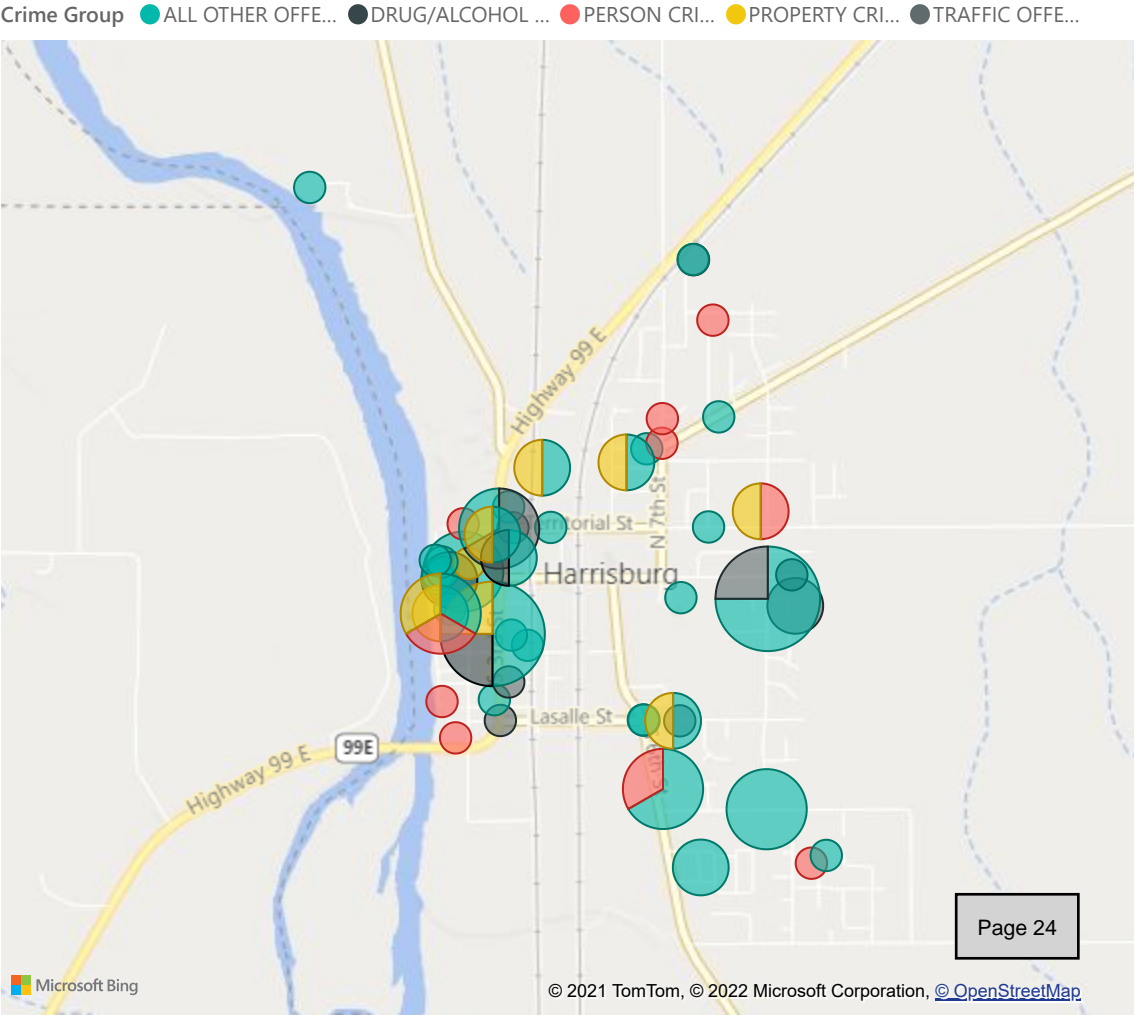 Crime Group ALL OTHER OFFE... DRUG/ALCOHOL ... PERSON CRI... PROPERTY CRI... TRAFFIC OFFE...
Highway 99 E
N 7th St
Territorial St
Harrisburg
Lasalle St
99E
Highway 99 E
Page 24
Microsoft Bing
© 2021 TomTom, © 2022 Microsoft Corporation, © OpenStreetMap